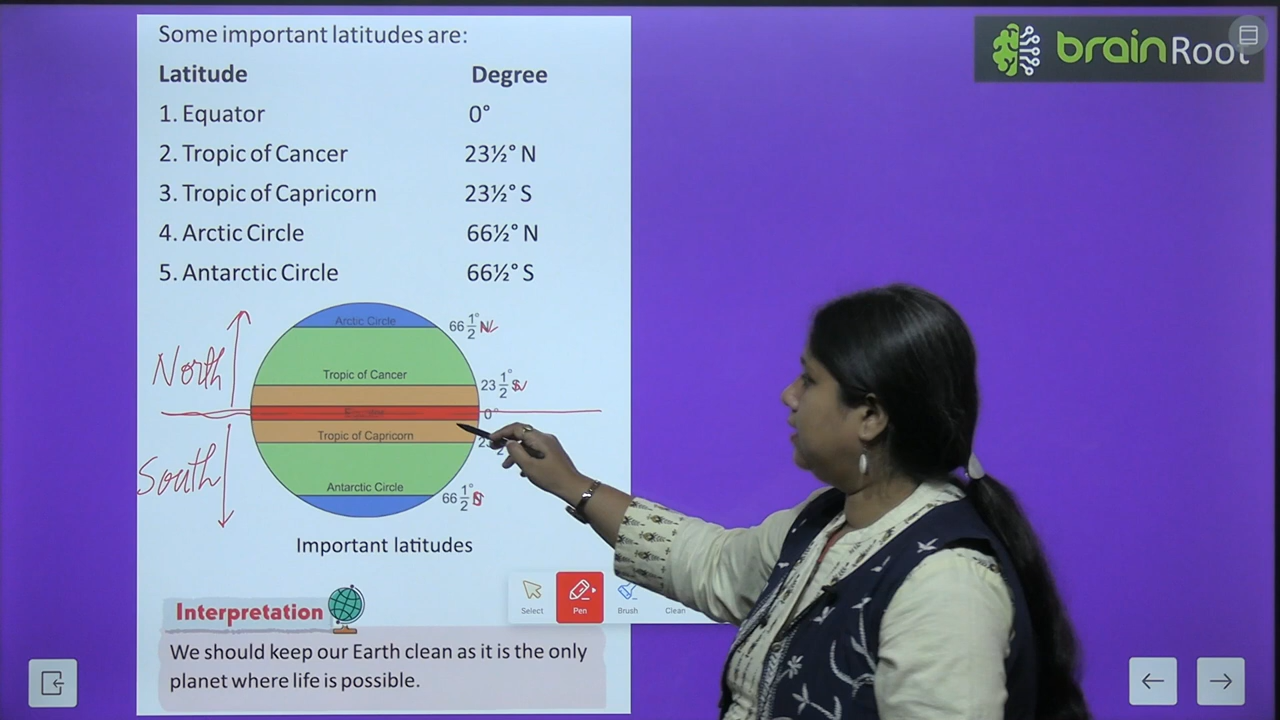 Some important latitudes are:
brainRoot
Latitude Degree
1. Equator 0°
2. Tropic of Cancer 23½° N
3. Tropic of Capricorn 23½° S
4. Arctic Circle 66½° N
5. Antarctic Circle 66½° S
Arctic Circle 66 1/2° N
North
Tropic of Cancer 23 1/2°
Equator 0°
Tropic of Capricorn
South
Antarctic Circle 66 1/2° S
Important latitudes
Interpretation
Select Pen Brush Clean
We should keep our Earth clean as it is the only
planet where life is possible.